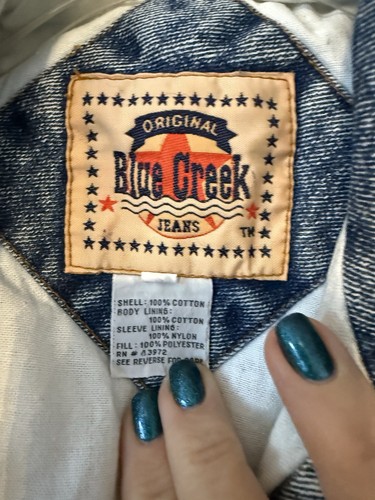 ORIGINAL
Blue Creek
JEANS
TM
SHELL: 100% COTTON
BODY LINING:
100% COTTON
SLEEVE LINING:
100% NYLON
FILL: 100% POLYESTER
RN # 83972
SEE REVERSE FOR CARE